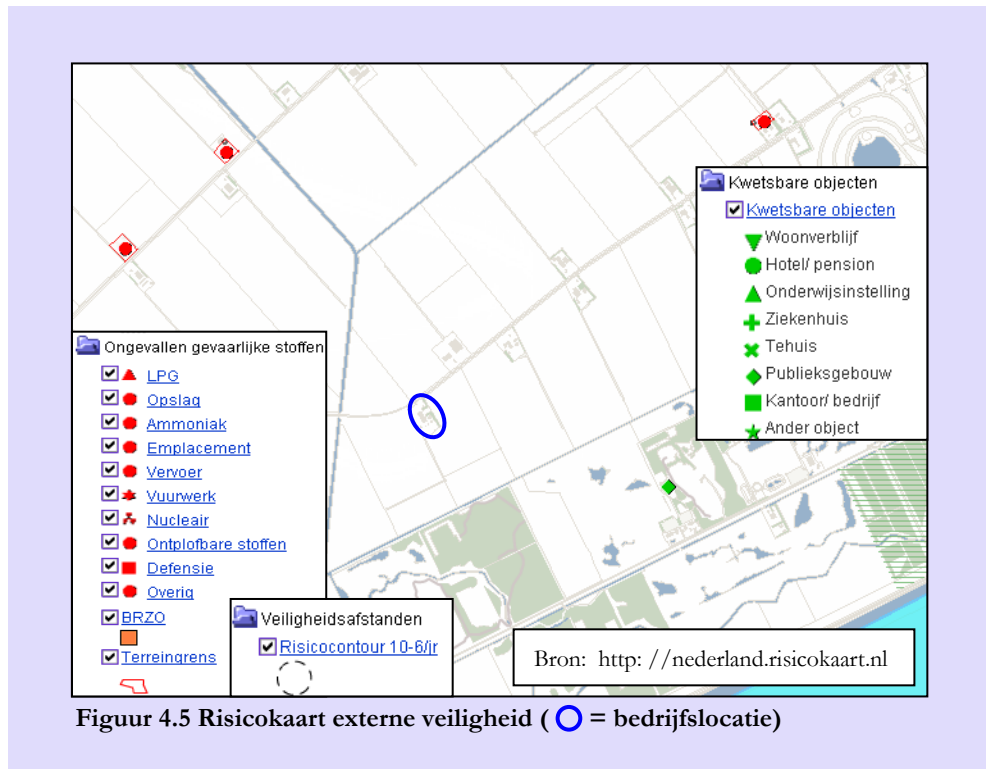 Kwetsbare objecten
Kwetsbare objecten
Woonverblijf
Hotel/ pension
Onderwijsinstelling
Ziekenhuis
Tehuis
Publieksgebouw
Kantoor/ bedrijf
Ander object
Ongevallen gevaarlijke stoffen
LPG
Opslag
Ammoniak
Emplacement
Vervoer
Vuurwerk
Nucleair
Ontplofbare stoffen
Defensie
Overig
BRZO
Terreingrens
Veiligheidsafstanden
Risicocontour 10-6/jr
Bron: http: //nederland.risicokaart.nl
Figuur 4.5 Risicokaart externe veiligheid ( = bedrijfslocatie)